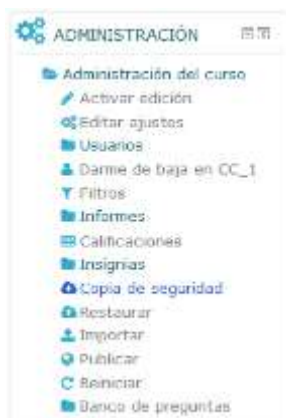 ADMINISTRACIÓN
Administración del curso
Activar edición
Editar ajustes
Usuarios
Darme de baja en CC_1
Filtros
Informes
Calificaciones
Insignias
Copia de seguridad
Restaurar
Importar
Publicar
Reiniciar
Banco de preguntas